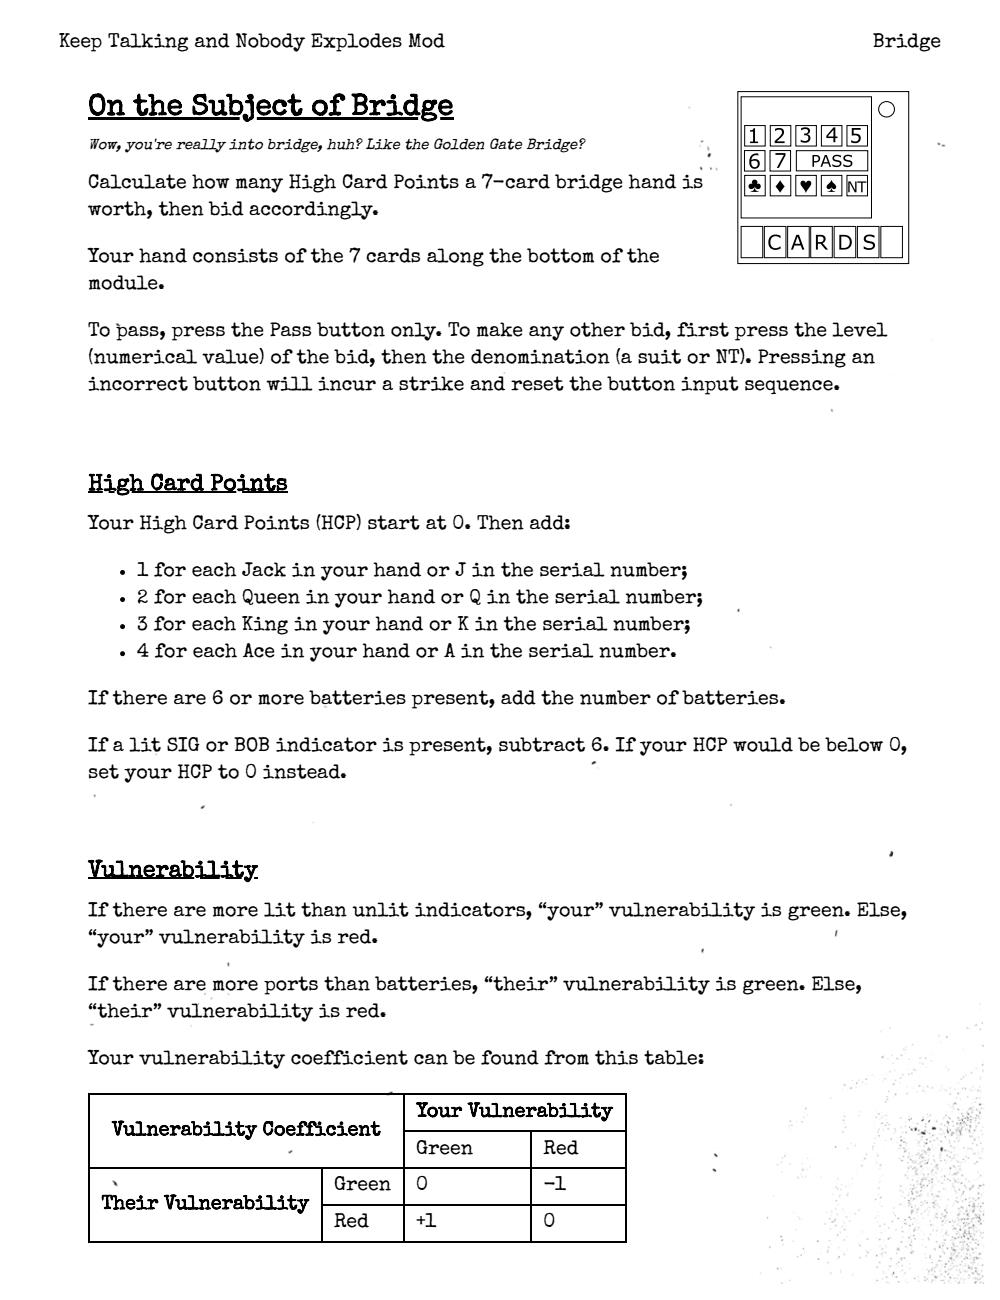 Keep Talking and Nobody Explodes Mod
Bridge
On the Subject of Bridge
Wow, you're really into bridge, huh? Like the Golden Gate Bridge?
Calculate how many High Card Points a 7-card bridge hand is
worth, then bid accordingly.
Your hand consists of the 7 cards along the bottom of the
module.
1 2 3 4 5
6 7 PASS
♣ ♦ ♥ ♠ NT
C A R D S
To pass, press the Pass button only. To make any other bid, first press the level
(numerical value) of the bid, then the denomination (a suit or NT). Pressing an
incorrect button will incur a strike and reset the button input sequence.
High Card Points
Your High Card Points (HCP) start at 0. Then add:
• 1 for each Jack in your hand or J in the serial number;
• 2 for each Queen in your hand or Q in the serial number;
• 3 for each King in your hand or K in the serial number;
• 4 for each Ace in your hand or A in the serial number.
If there are 6 or more batteries present, add the number of batteries.
If a lit SIG or BOB indicator is present, subtract 6. If your HCP would be below 0,
set your HCP to 0 instead.
Vulnerability
If there are more lit than unlit indicators, “your” vulnerability is green. Else,
“your” vulnerability is red.
If there are more ports than batteries, “their” vulnerability is green. Else,
“their” vulnerability is red.
Your vulnerability coefficient can be found from this table:
Vulnerability Coefficient
Your Vulnerability
Green Red
Their Vulnerability
Green 0 −1
Red +1 0